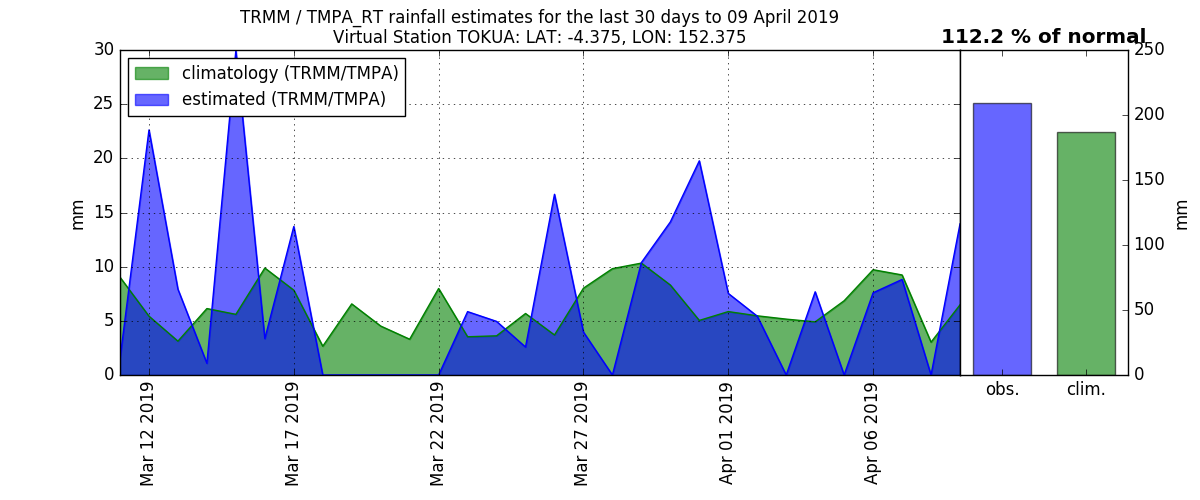 TRMM / TMPA_RT rainfall estimates for the last 30 days to 09 April 2019
Virtual Station TOKUA: LAT: -4.375, LON: 152.375
112.2 % of normal
climatology (TRMM/TMPA)
estimated (TRMM/TMPA)
30
25
20
15
10
5
0
mm
Mar 12 2019
Mar 17 2019
Mar 22 2019
Mar 27 2019
Apr 01 2019
Apr 06 2019
obs.
clim.
250
200
150
100
50
0
mm